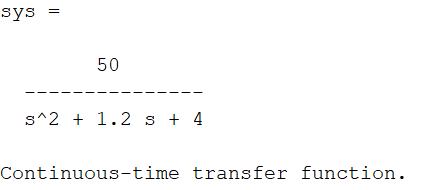 sys =
50
---------------
s^2 + 1.2 s + 4
Continuous-time transfer function.